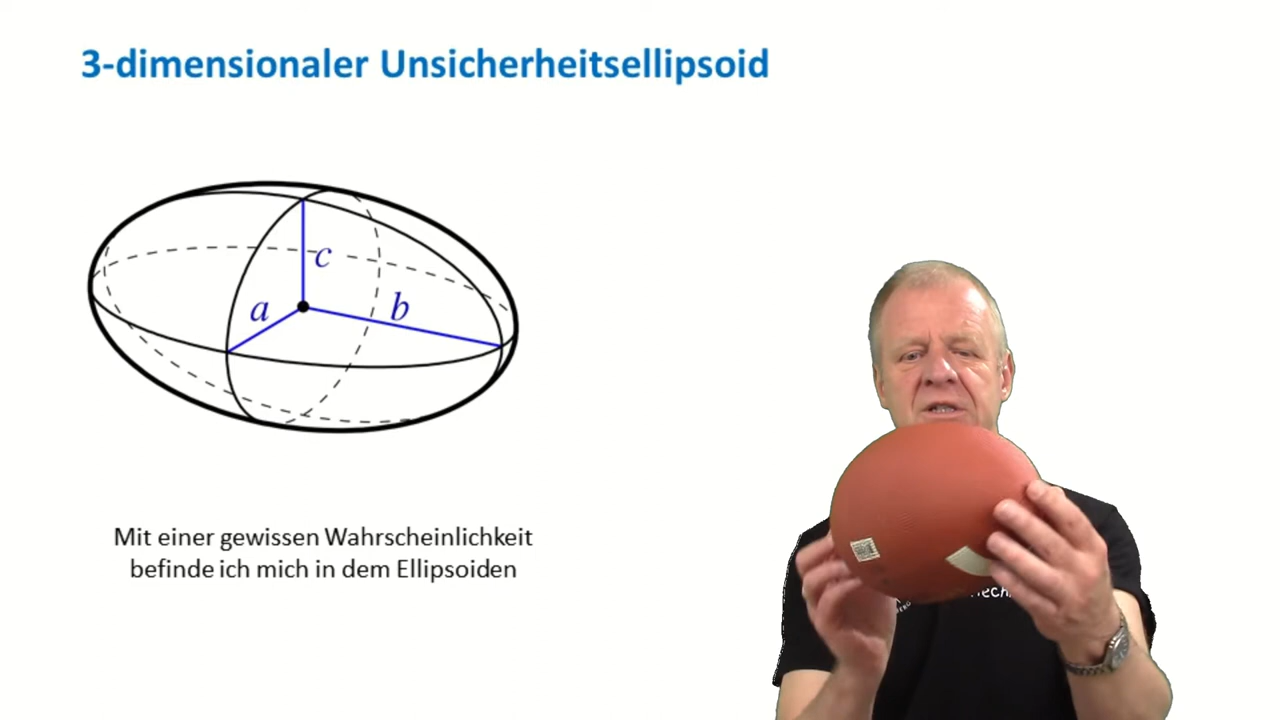 3-dimensionaler Unsicherheitsellipsoid
c
a
b
Mit einer gewissen Wahrscheinlichkeit
befinde ich mich in dem Ellipsoiden